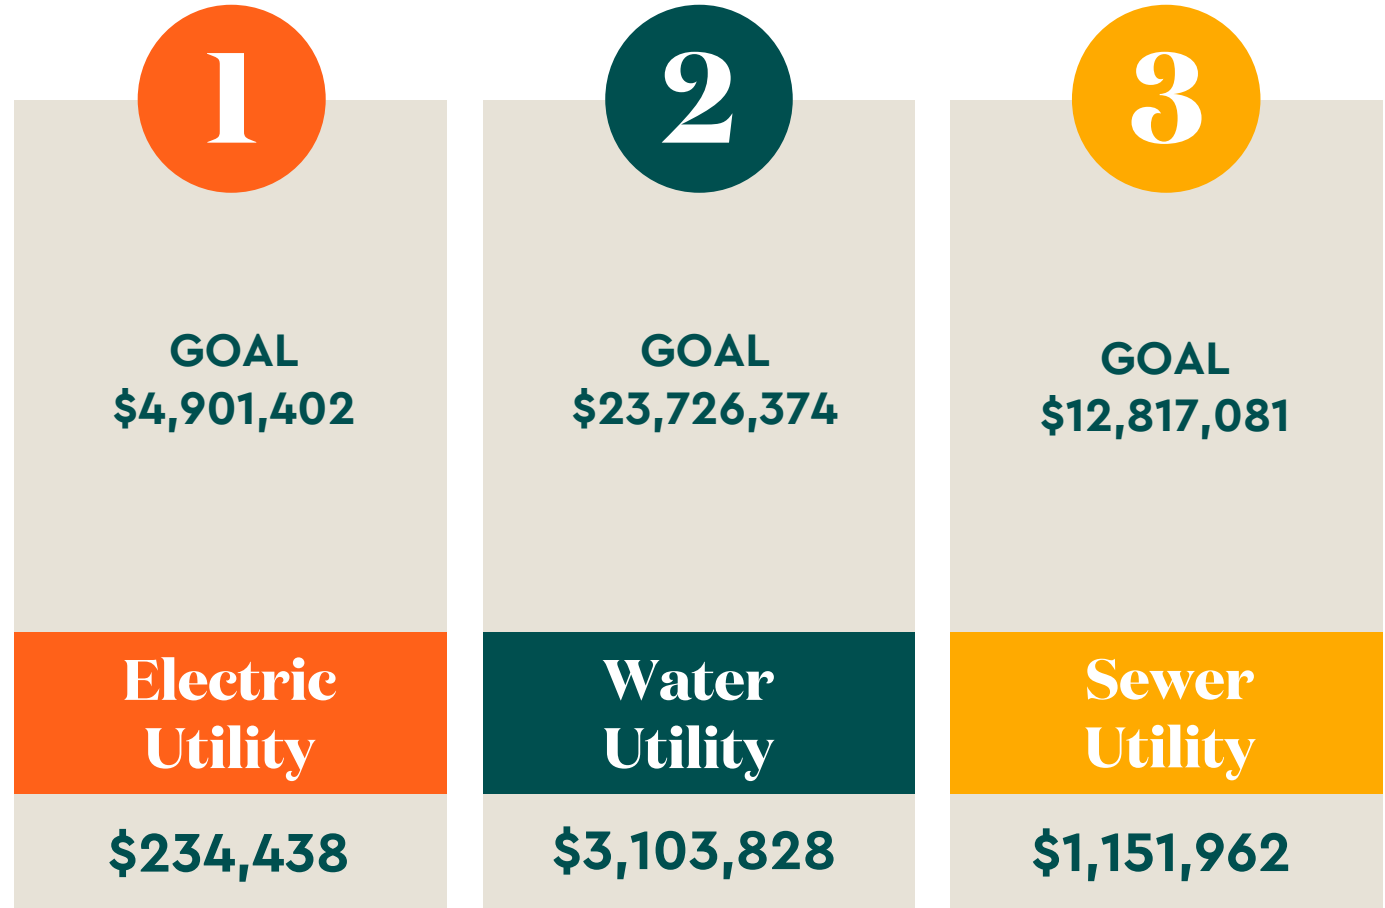 1
GOAL
$4,901,402
Electric
Utility
$234,438
2
GOAL
$23,726,374
Water
Utility
$3,103,828
3
GOAL
$12,817,081
Sewer
Utility
$1,151,962